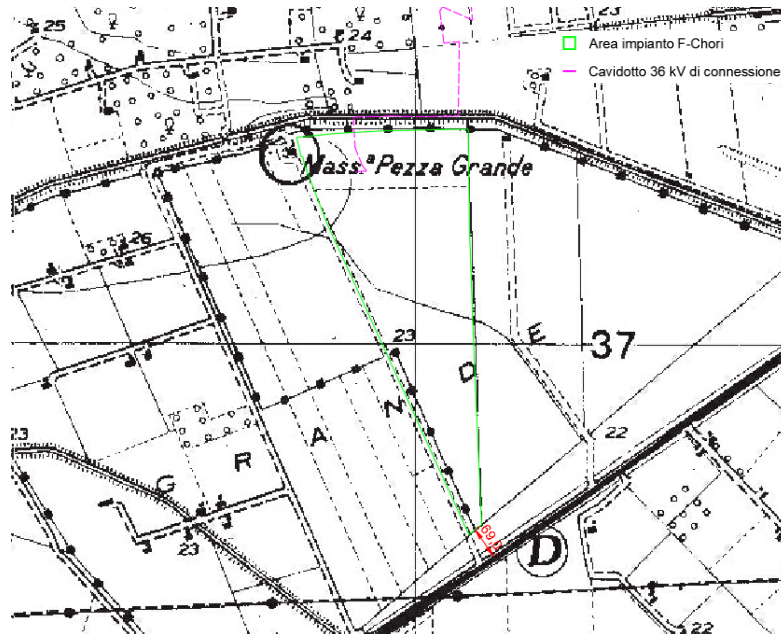 25
24
23
Area impianto F-Chori
Cavidotto 36 kV di connessione
Mass.ª Pezza Grande
26
23
E
37
D
N
A
R
G
23
22
23
D
22